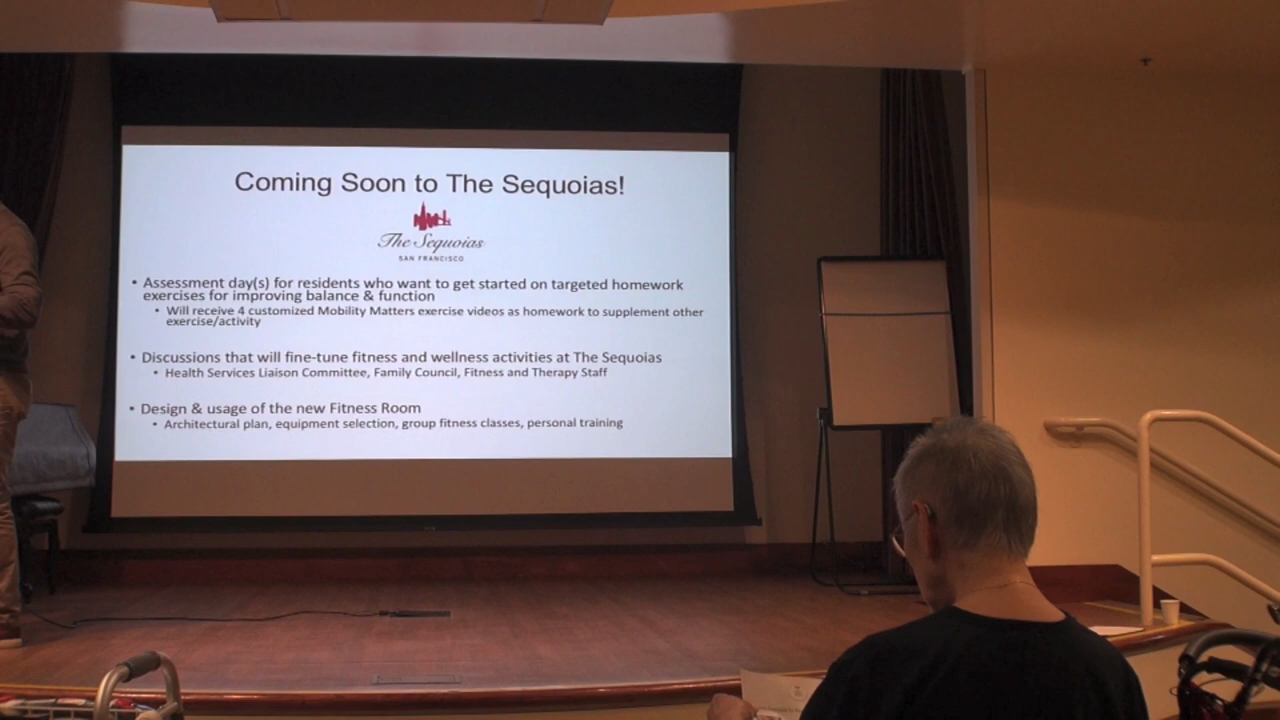 Coming Soon to The Sequoias!
The Sequoias
SAN FRANCISCO
• Assessment day(s) for residents who want to get started on targeted homework
exercises for improving balance & function
• Will receive 4 customized Mobility Matters exercise videos as homework to supplement other
exercise/activity
• Discussions that will fine-tune fitness and wellness activities at The Sequoias
• Health Services Liaison Committee, Family Council, Fitness and Therapy Staff
• Design & usage of the new Fitness Room
• Architectural plan, equipment selection, group fitness classes, personal training